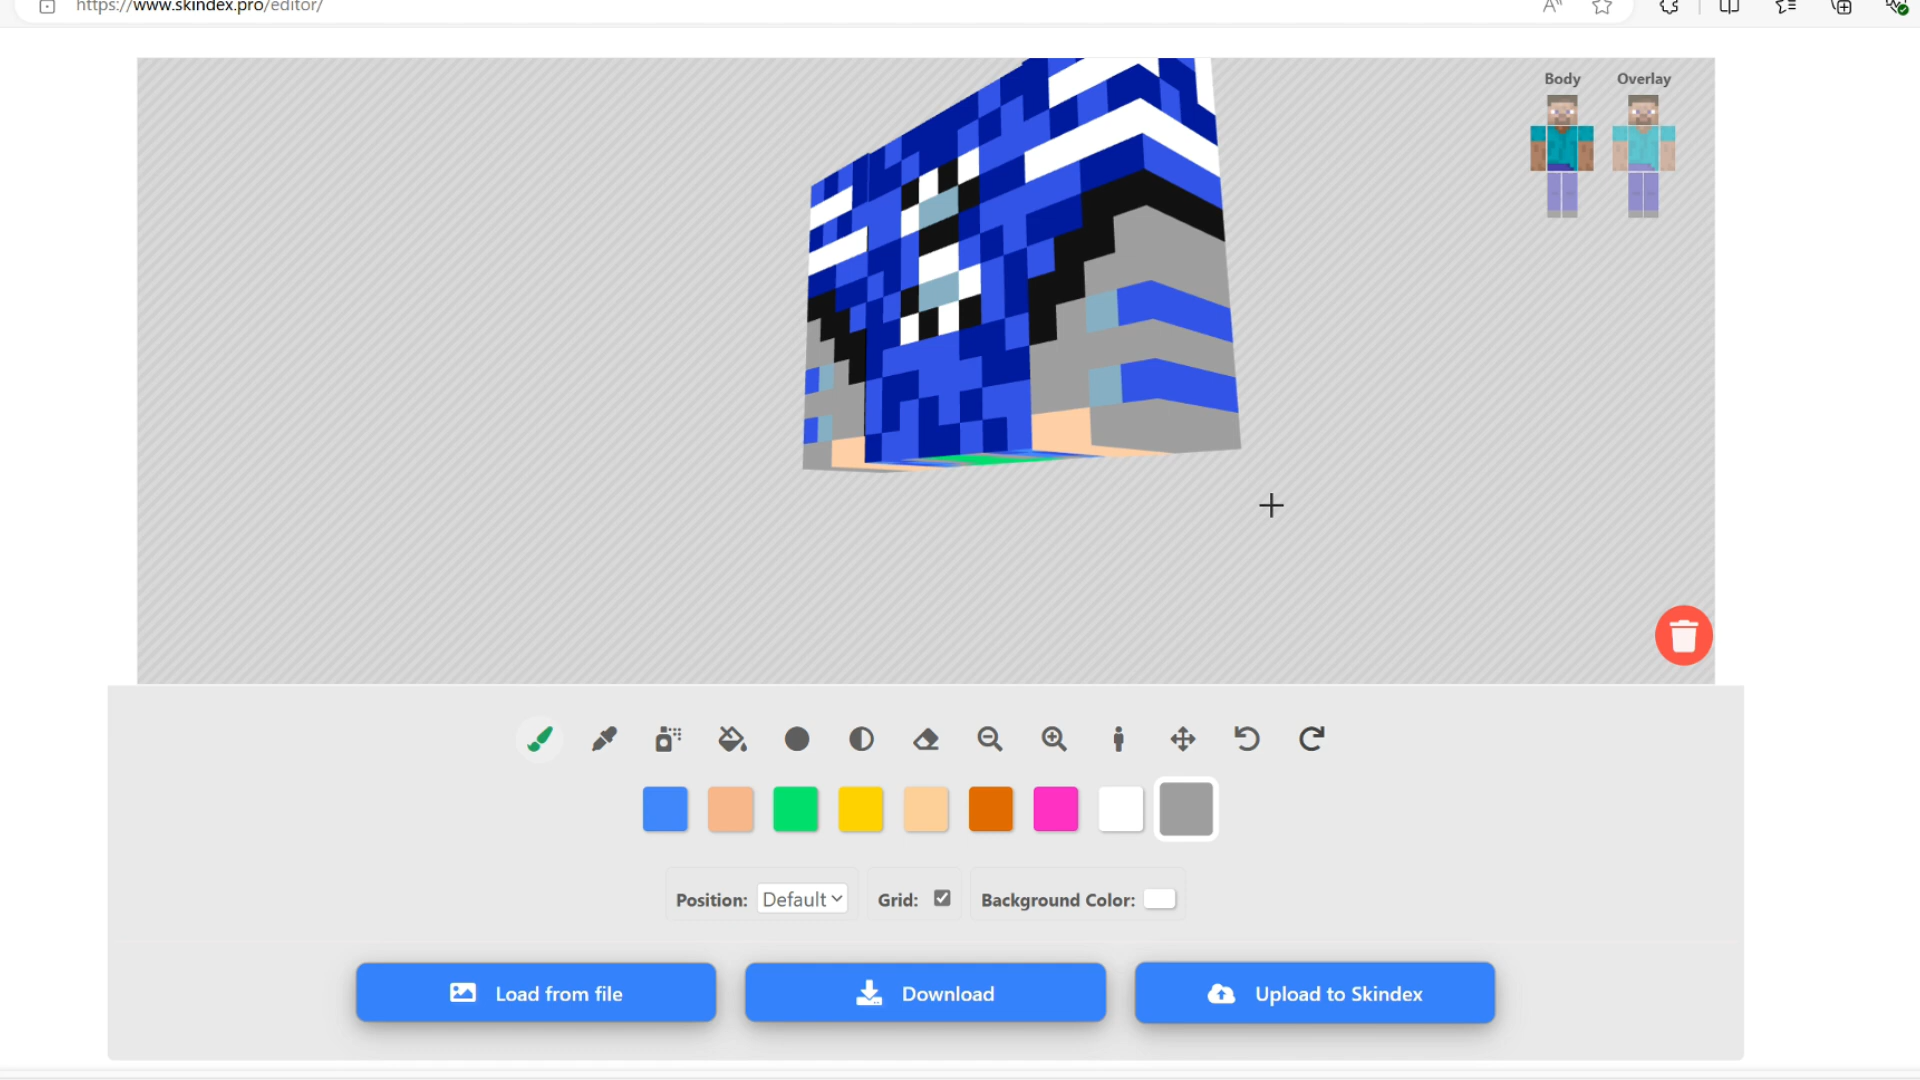 https://www.skindex.pro/editor/
Body Overlay
Position: Default Grid: Background Color:
Load from file Download Upload to Skindex